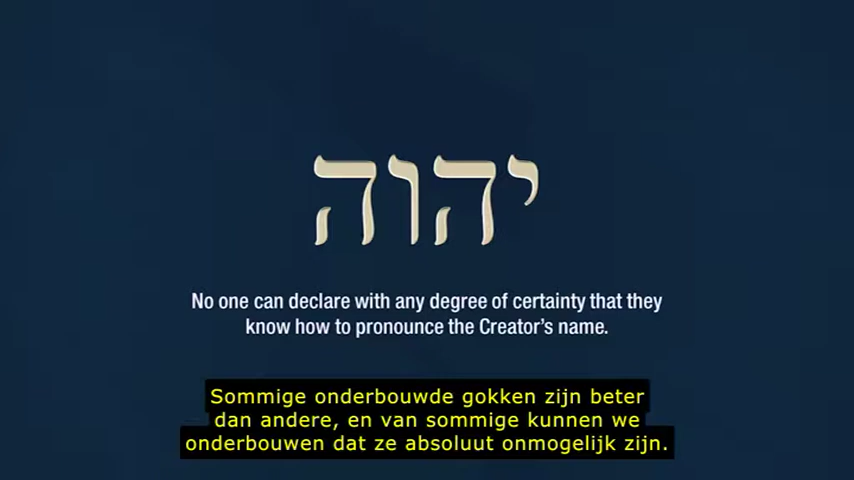 יהוה
No one can declare with any degree of certainty that they
know how to pronounce the Creator's name.
Sommige onderbouwde gokken zijn beter
dan andere, en van sommige kunnen we
onderbouwen dat ze absoluut onmogelijk zijn.